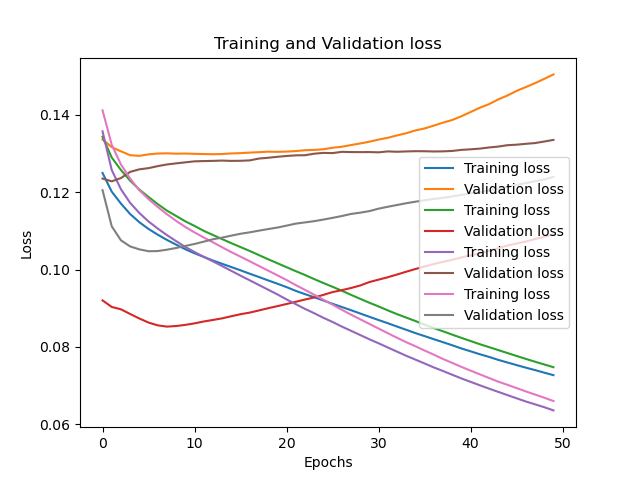 Training and Validation loss
Loss
0.14
0.12
0.10
0.08
0.06
0
10
20
30
40
50
Epochs
Training loss
Validation loss
Training loss
Validation loss
Training loss
Validation loss
Training loss
Validation loss